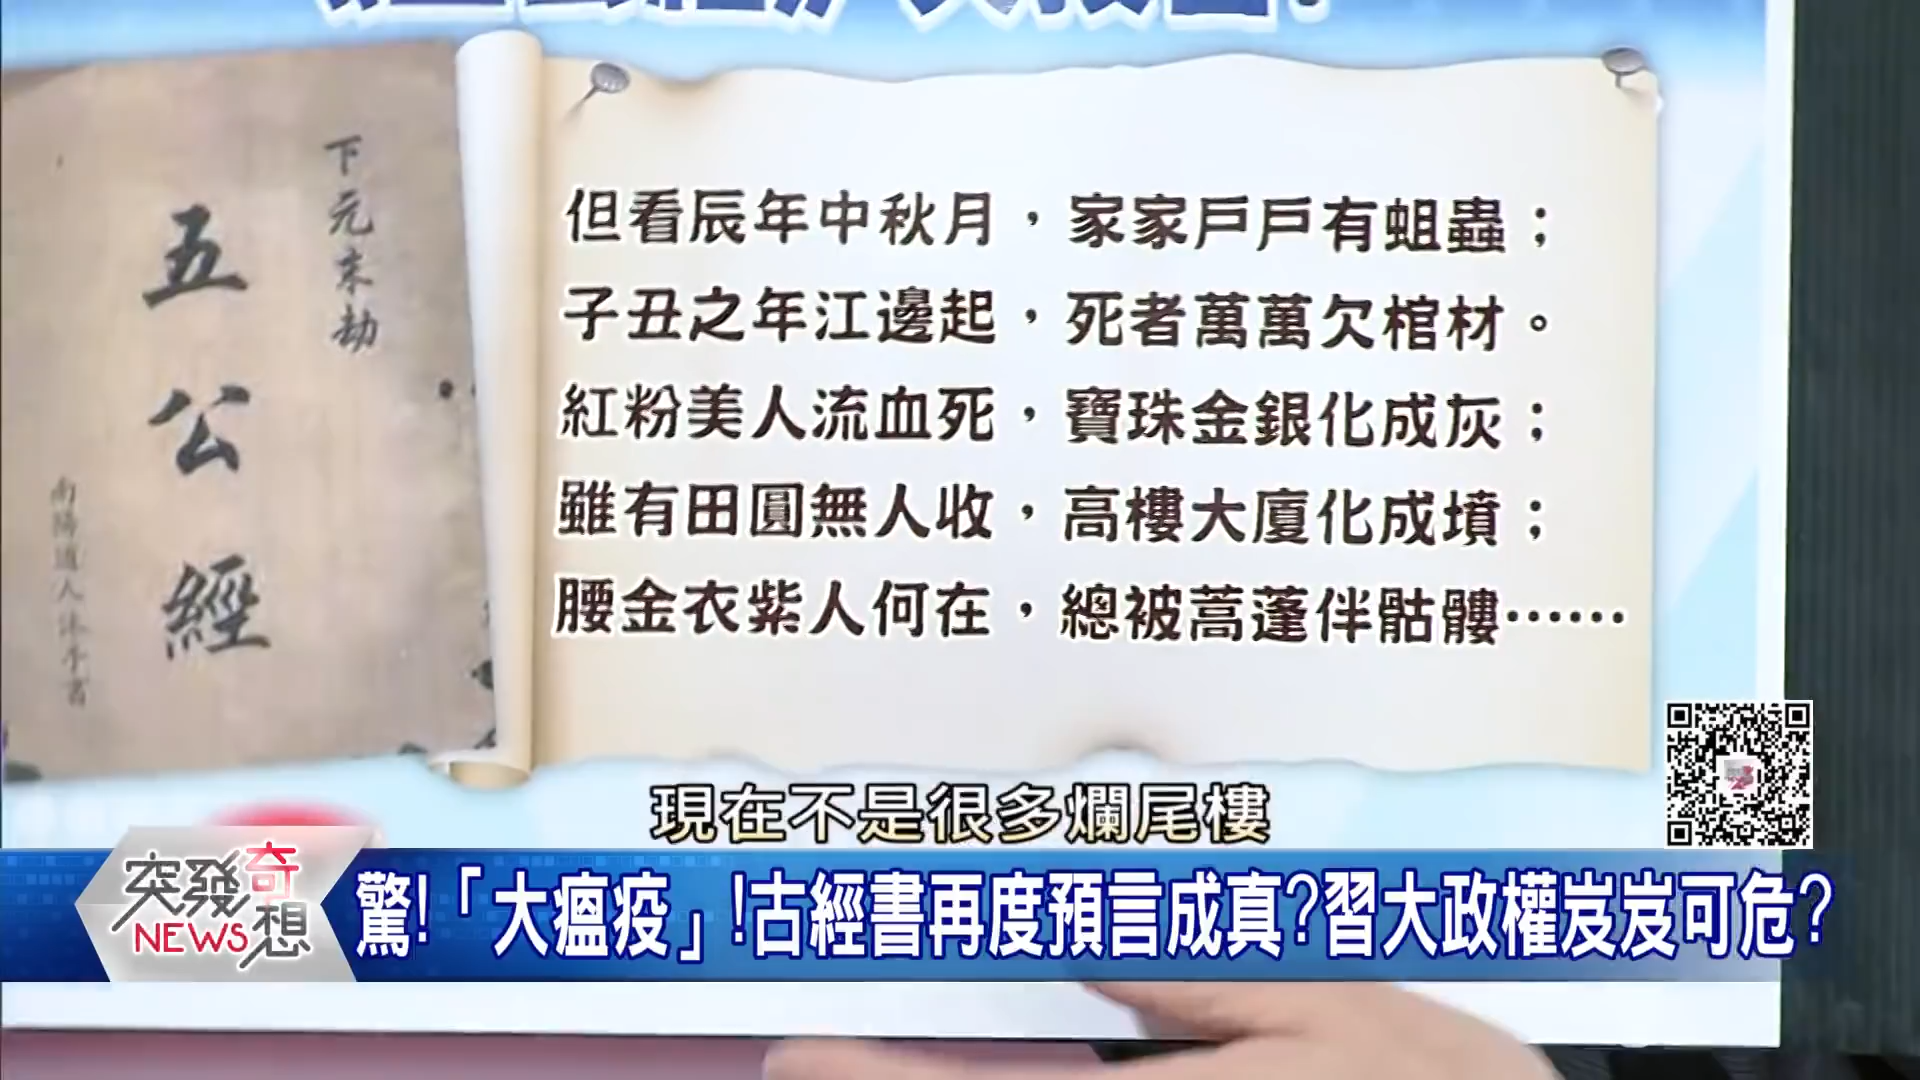 下元末劫
五公經
但看辰年中秋月，家家戶戶有蛆蟲；
子丑之年江邊起，死者萬萬欠棺材。
紅粉美人流血死，寶珠金銀化成灰；
雖有田圓無人收，高樓大廈化成墳；
腰金衣紫人何在，總被蒿蓬伴骷髏……
現在不是很多爛尾樓
突發奇想
NEWS
驚!「大瘟疫」!古經書再度預言成真?習大政權岌岌可危?